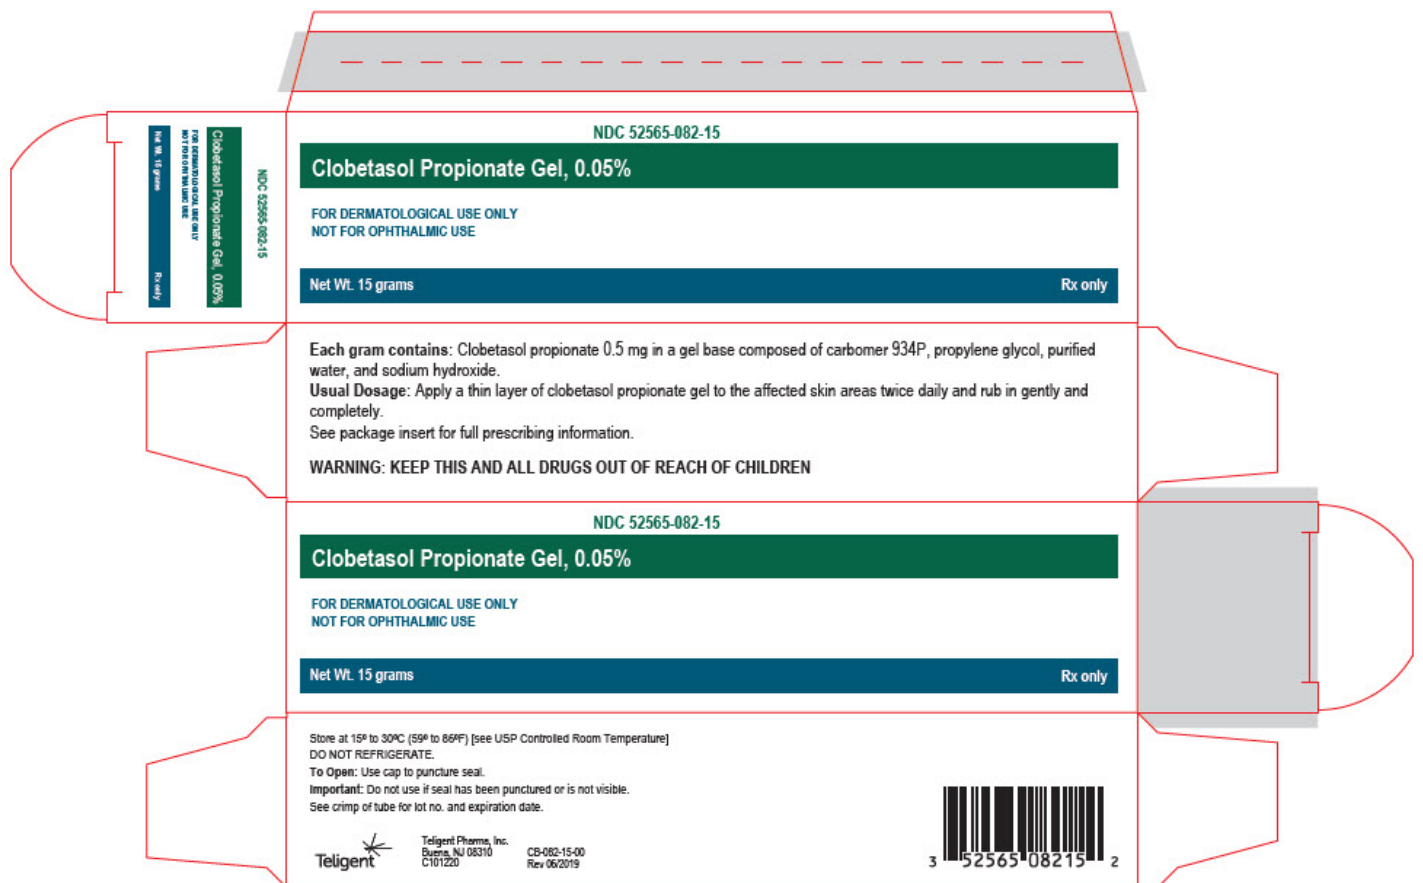 NDC 52565-082-15
Clobetasol Propionate Gel, 0.05%
FOR DERMATOLOGICAL USE ONLY
NOT FOR OPHTHALMIC USE
Net Wt. 15 grams Rx only
NDC 52565-082-15
Clobetasol Propionate Gel, 0.05%
FOR DERMATOLOGICAL USE ONLY
NOT FOR OPHTHALMIC USE
Net Wt. 15 grams Rx only
Each gram contains: Clobetasol propionate 0.5 mg in a gel base composed of carbomer 934P, propylene glycol, purified
water, and sodium hydroxide.
Usual Dosage: Apply a thin layer of clobetasol propionate gel to the affected skin areas twice daily and rub in gently and
completely.
See package insert for full prescribing information.
WARNING: KEEP THIS AND ALL DRUGS OUT OF REACH OF CHILDREN
NDC 52565-082-15
Clobetasol Propionate Gel, 0.05%
FOR DERMATOLOGICAL USE ONLY
NOT FOR OPHTHALMIC USE
Net Wt. 15 grams Rx only
Store at 15º to 30ºC (59º to 86ºF) [see USP Controlled Room Temperature]
DO NOT REFRIGERATE.
To Open: Use cap to puncture seal.
Important: Do not use if seal has been punctured or is not visible.
See crimp of tube for lot no. and expiration date.
Teligent
Teligent Pharma, Inc.
Buena, NJ 08310
C101220
CB-082-15-00
Rev 06/2019
3 52565 08215 2